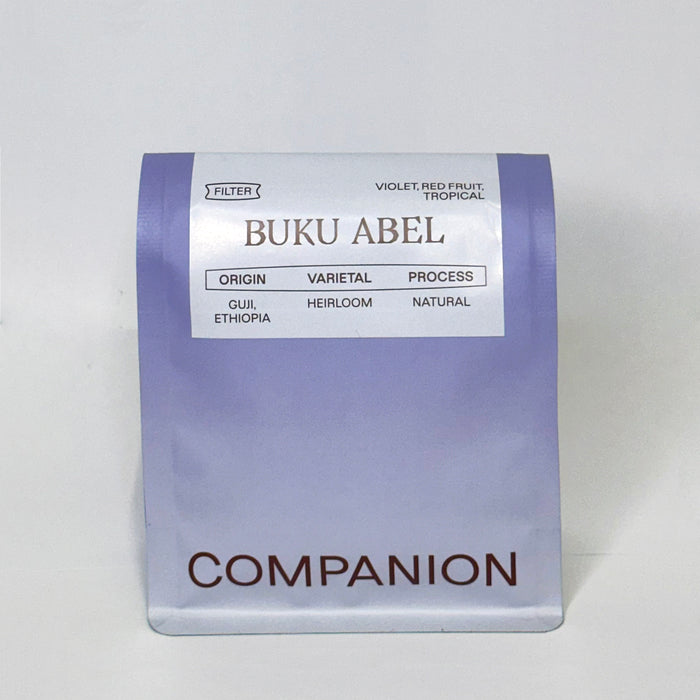 FILTER
VIOLET, RED FRUIT,
TROPICAL
BUKU ABEL
ORIGIN VARIETAL PROCESS
GUJI, HEIRLOOM NATURAL
ETHIOPIA
COMPANION